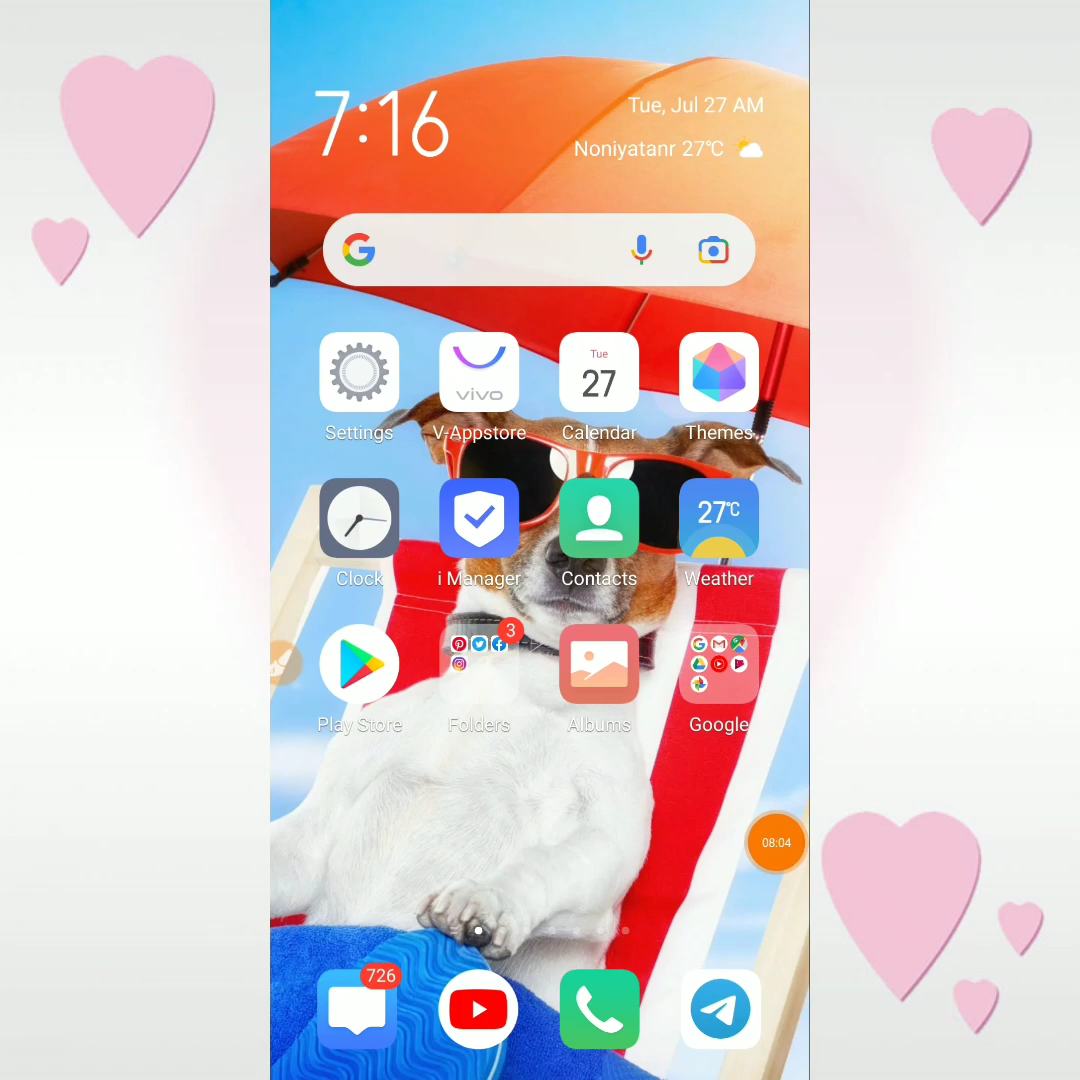 7:16
Tue, Jul 27 AM
Noniyatanr 27℃
Tue
27
vivo
Settings
V-Appstore
Calendar
Themes
27℃
Clock
i Manager
Contacts
Weather
3
Play Store
Folders
Albums
Google
08:04
726